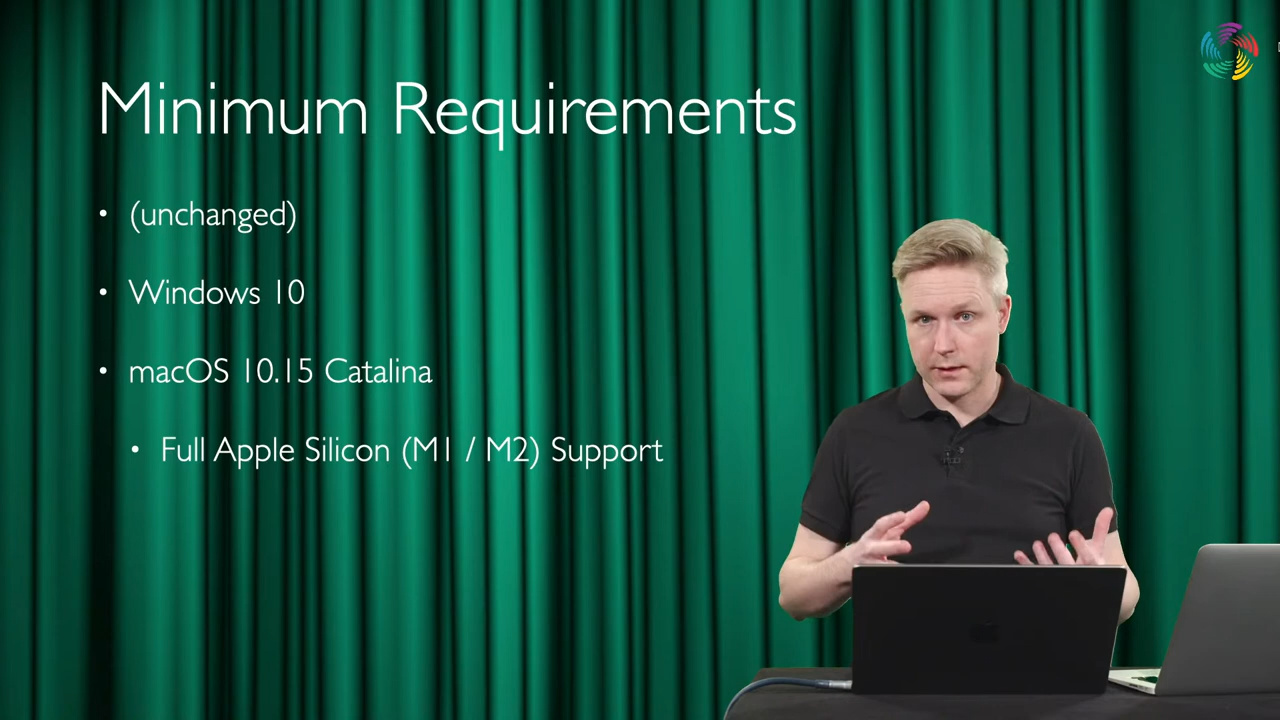 Minimum Requirements
• (unchanged)
• Windows 10
• macOS 10.15 Catalina
• Full Apple Silicon (M1 / M2) Support